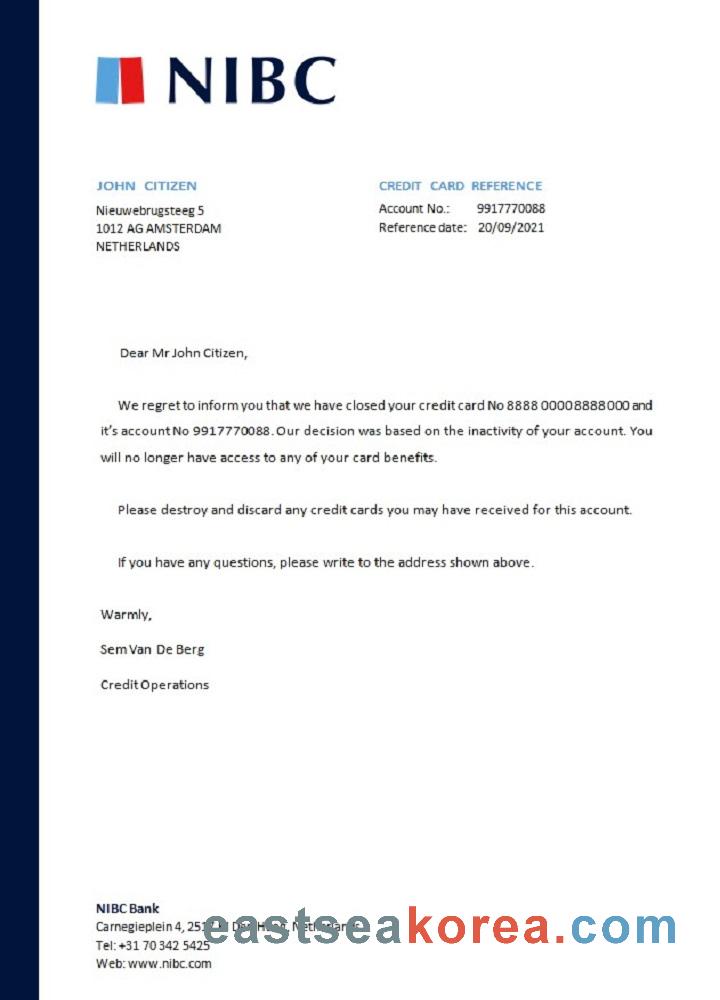 NIBC
JOHN CITIZEN
Nieuwebrugsteeg 5
1012 AG AMSTERDAM
NETHERLANDS
CREDIT CARD REFERENCE
Account No.: 9917770088
Reference date: 20/09/2021
Dear Mr John Citizen,
We regret to inform you that we have closed your credit card No 8888 00008888000 and
it's account No 9917770088. Our decision was based on the inactivity of your account. You
will no longer have access to any of your card benefits.
Please destroy and discard any credit cards you may have received for this account.
If you have any questions, please write to the address shown above.
Warmly,
Sem Van De Berg
Credit Operations
NIBC Bank
Carnegieplein 4, Netherlands
Tel: +31 70 342 5425
Web: www.nibc.com
eastseakorea.com